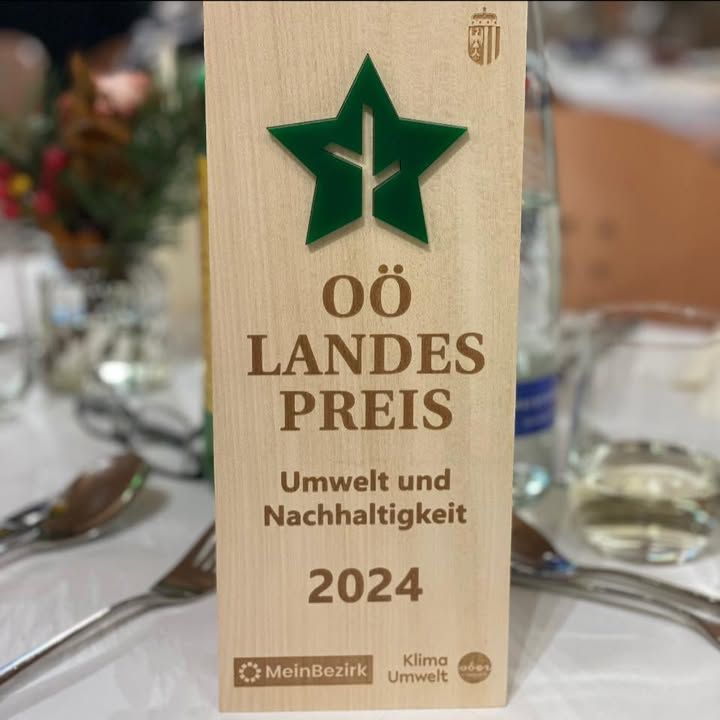 OÖ
LANDES
PREIS
Umwelt und
Nachhaltigkeit
2024
MeinBezirk
Klima
Umwelt